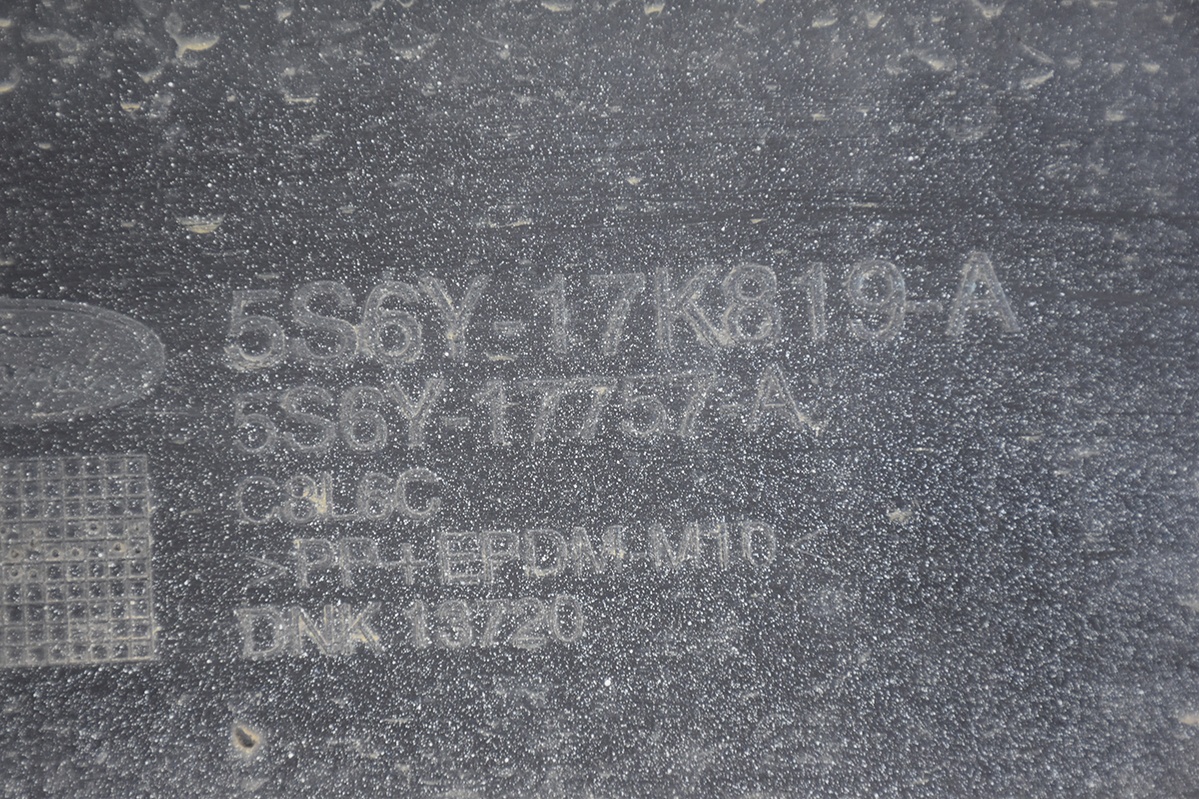 5S6Y-17K819-A
5S6Y-17757-A
C8L6C
>PP+EPDM-M10<
DNK 13720